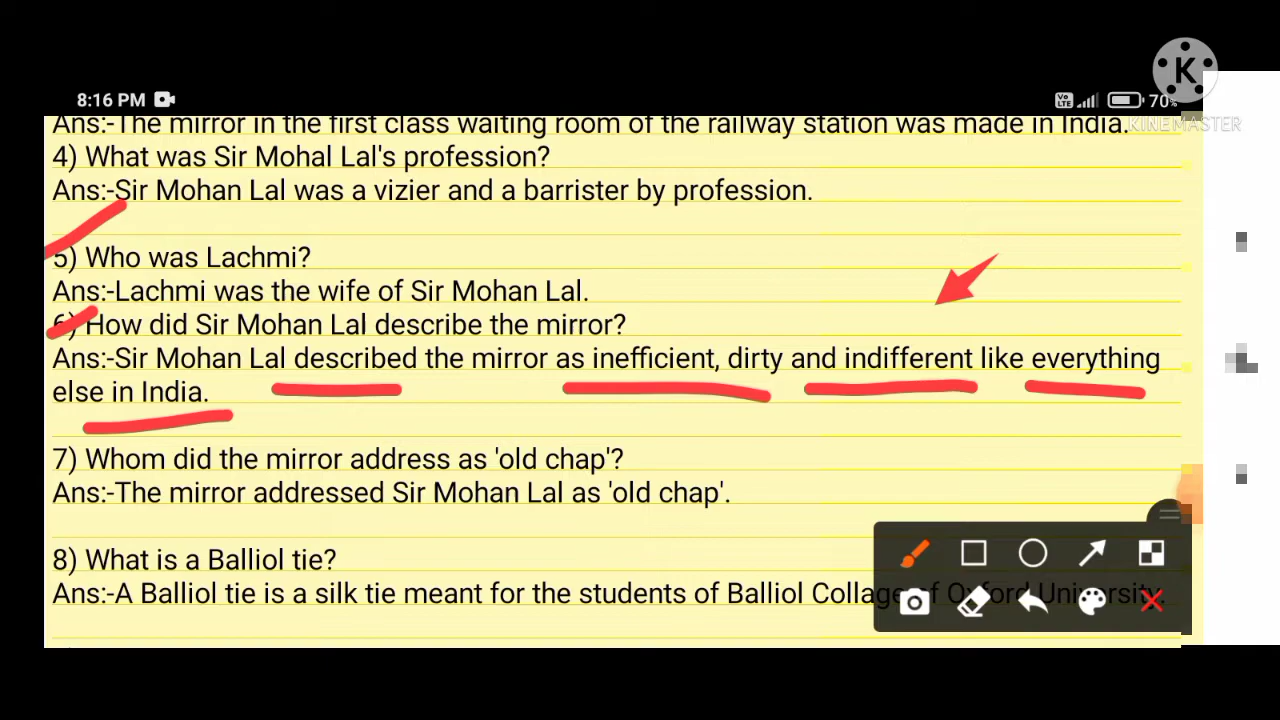 8:16 PM
Vo LTE 70%
KINEMASTER
Ans:-The mirror in the first class waiting room of the railway station was made in India.
4) What was Sir Mohal Lal's profession?
Ans:-Sir Mohan Lal was a vizier and a barrister by profession.
5) Who was Lachmi?
Ans:-Lachmi was the wife of Sir Mohan Lal.
6) How did Sir Mohan Lal describe the mirror?
Ans:-Sir Mohan Lal described the mirror as inefficient, dirty and indifferent like everything
else in India.
7) Whom did the mirror address as 'old chap'?
Ans:-The mirror addressed Sir Mohan Lal as 'old chap'.
8) What is a Balliol tie?
Ans:-A Balliol tie is a silk tie meant for the students of Balliol Collage of Oxford University.